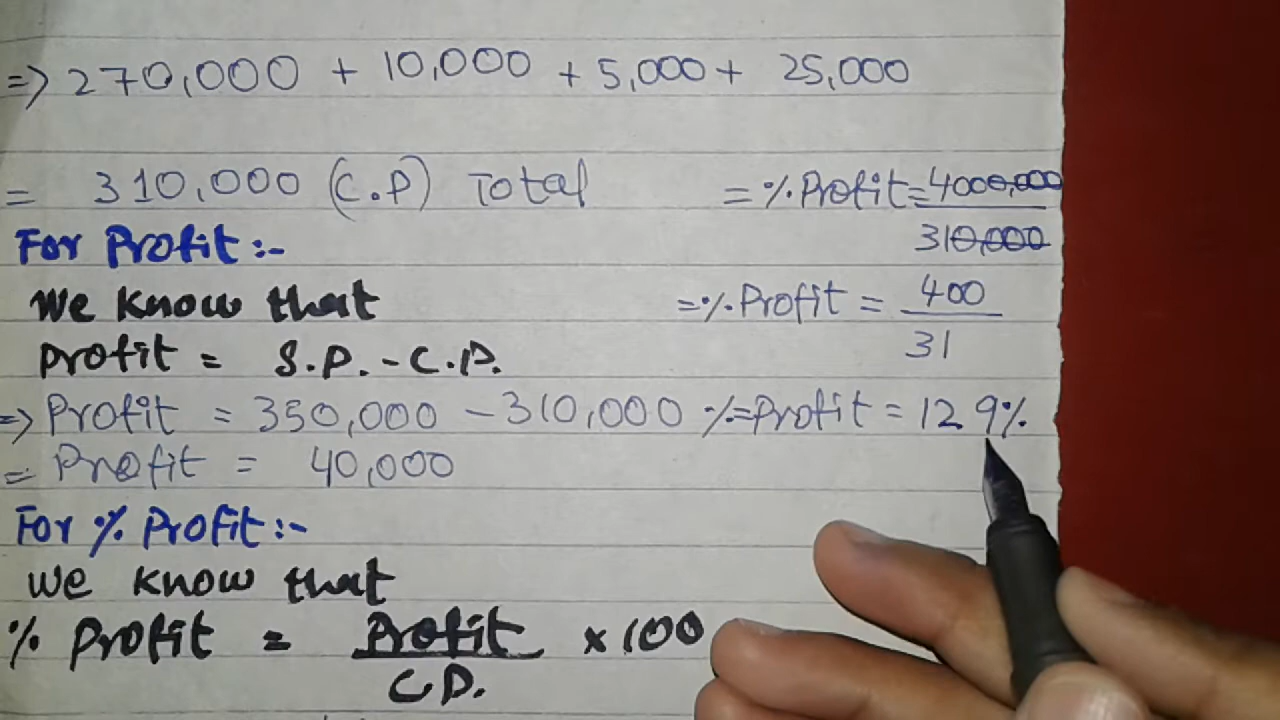 => 270,000 + 10,000 + 5,000 + 25,000
= 310,000 (C.P) Total
For Profit:-
We know that
Profit = S.P. - C.P.
=> Profit = 350,000 - 310,000
= Profit = 40,000
For % Profit:-
We know that
% Profit = Profit / C.P. × 100
= % Profit = 4000,000 / 310,000
= % Profit = 400 / 31
% = Profit = 12.9%